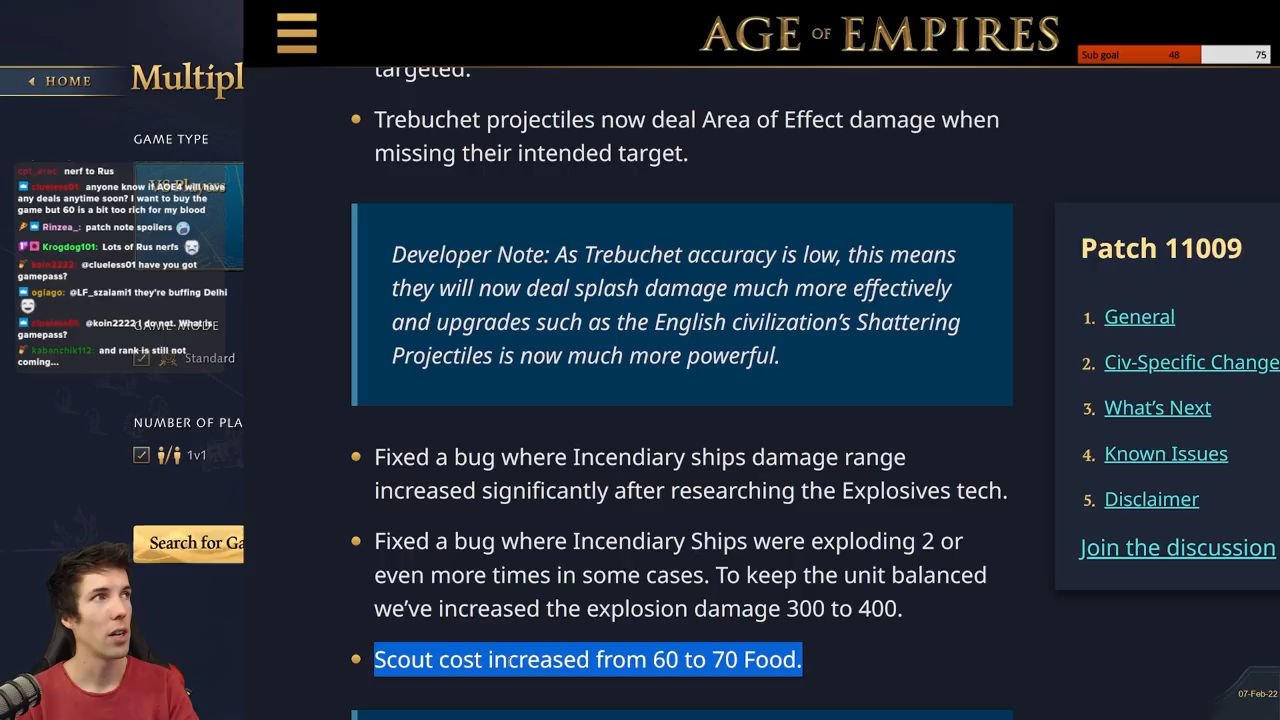 HOME
Multipl
GAME TYPE
cpt_erac: nerf to Rus
clueless01: anyone know if AOE4 will have
any deals anytime soon? I want to buy the
game but 60 is a bit too rich for my blood
Rinzea_: patch note spoilers
Krogdog101: Lots of Rus nerfs
koin2222: @clueless01 have you got
gamepass?
oglago: @LF_szalami1 they're buffing Delhi
clueless01: @koin2222 I do not. What is
gamepass?
kabanchik112: and rank is still not
coming...
Standard
NUMBER OF PLA
1v1
Search for Ga
AGE OF EMPIRES
Sub goal 48 75
targeted.
Trebuchet projectiles now deal Area of Effect damage when
missing their intended target.
Developer Note: As Trebuchet accuracy is low, this means
they will now deal splash damage much more effectively
and upgrades such as the English civilization's Shattering
Projectiles is now much more powerful.
Fixed a bug where Incendiary ships damage range
increased significantly after researching the Explosives tech.
Fixed a bug where Incendiary Ships were exploding 2 or
even more times in some cases. To keep the unit balanced
we've increased the explosion damage 300 to 400.
Scout cost increased from 60 to 70 Food.
Patch 11009
1. General
2. Civ-Specific Change
3. What's Next
4. Known Issues
5. Disclaimer
Join the discussion
07-Feb-22